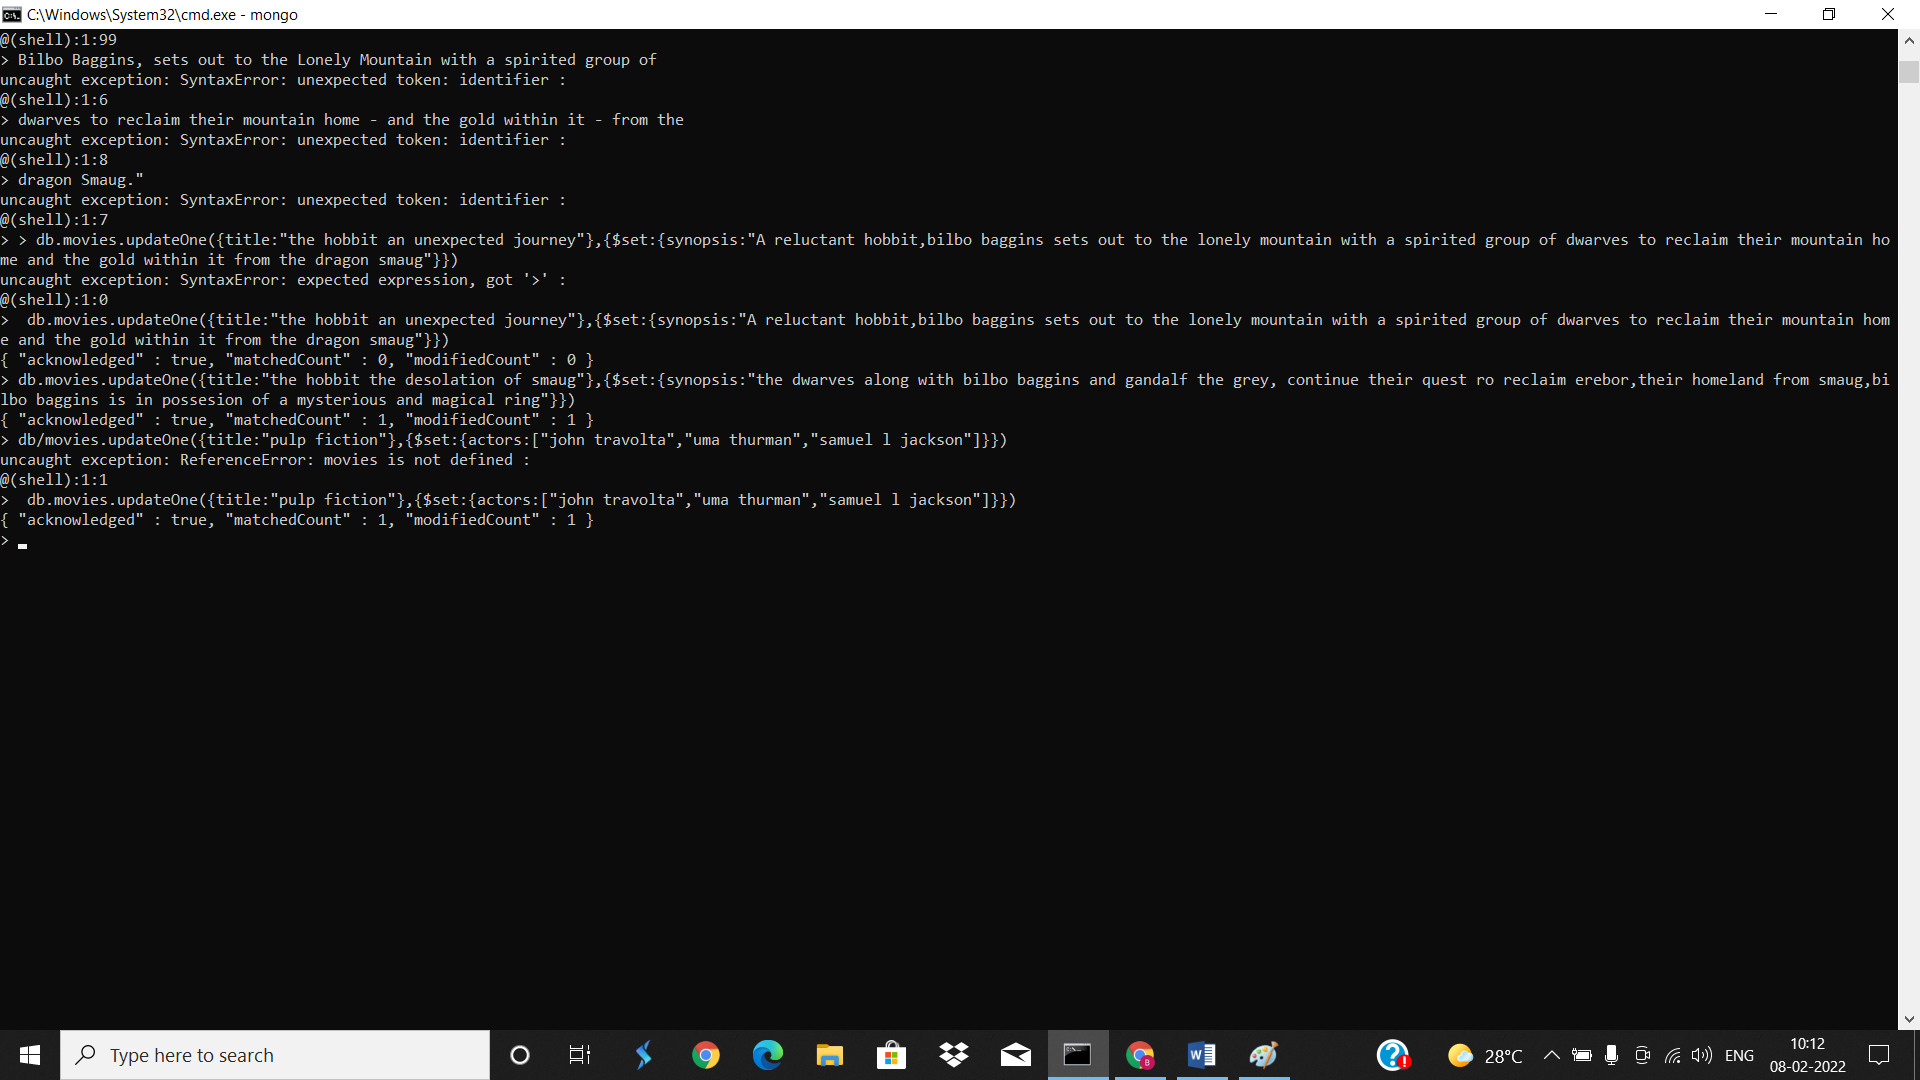 C:\Windows\System32\cmd.exe - mongo
@(shell):1:99
> Bilbo Baggins, sets out to the Lonely Mountain with a spirited group of
uncaught exception: SyntaxError: unexpected token: identifier :
@(shell):1:6
> dwarves to reclaim their mountain home - and the gold within it - from the
uncaught exception: SyntaxError: unexpected token: identifier :
@(shell):1:8
> dragon Smaug."
uncaught exception: SyntaxError: unexpected token: identifier :
@(shell):1:7
> > db.movies.updateOne({title:"the hobbit an unexpected journey"},{$set:{synopsis:"A reluctant hobbit,bilbo baggins sets out to the lonely mountain with a spirited group of dwarves to reclaim their mountain ho
me and the gold within it from the dragon smaug"}})
uncaught exception: SyntaxError: expected expression, got '>' :
@(shell):1:0
>  db.movies.updateOne({title:"the hobbit an unexpected journey"},{$set:{synopsis:"A reluctant hobbit,bilbo baggins sets out to the lonely mountain with a spirited group of dwarves to reclaim their mountain hom
e and the gold within it from the dragon smaug"}})
{ "acknowledged" : true, "matchedCount" : 0, "modifiedCount" : 0 }
> db.movies.updateOne({title:"the hobbit the desolation of smaug"},{$set:{synopsis:"the dwarves along with bilbo baggins and gandalf the grey, continue their quest ro reclaim erebor,their homeland from smaug,bi
lbo baggins is in possesion of a mysterious and magical ring"}})
{ "acknowledged" : true, "matchedCount" : 1, "modifiedCount" : 1 }
> db/movies.updateOne({title:"pulp fiction"},{$set:{actors:["john travolta","uma thurman","samuel l jackson"]}})
uncaught exception: ReferenceError: movies is not defined :
@(shell):1:1
>  db.movies.updateOne({title:"pulp fiction"},{$set:{actors:["john travolta","uma thurman","samuel l jackson"]}})
{ "acknowledged" : true, "matchedCount" : 1, "modifiedCount" : 1 }
>
Type here to search
28°C
ENG
10:12
08-02-2022